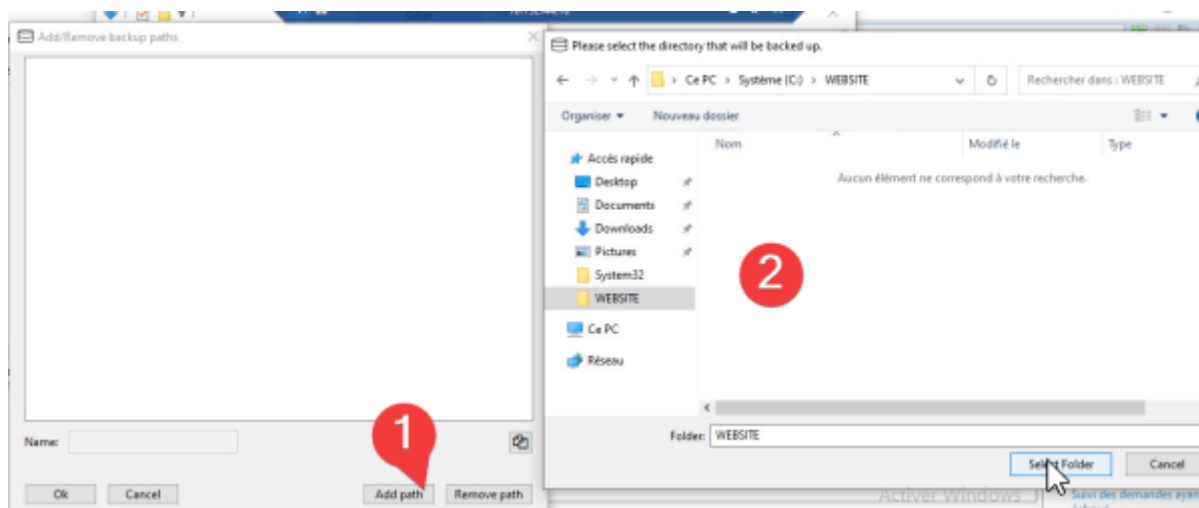 Add/Remove backup paths
Name:
1
Ok
Cancel
Add path
Remove path
Please select the directory that will be backed up.
Ce PC > Système (C:) > WEBSITE
Rechercher dans : WEBSITE
Organiser
Nouveau dossier
Nom
Modifié le
Type
Accès rapide
Aucun élément ne correspond à votre recherche.
Desktop
Documents
Downloads
Pictures
System32
WEBSITE
2
Ce PC
Réseau
Folder: WEBSITE
Select Folder
Cancel
Activer Windows
Suivi des demandes ayan